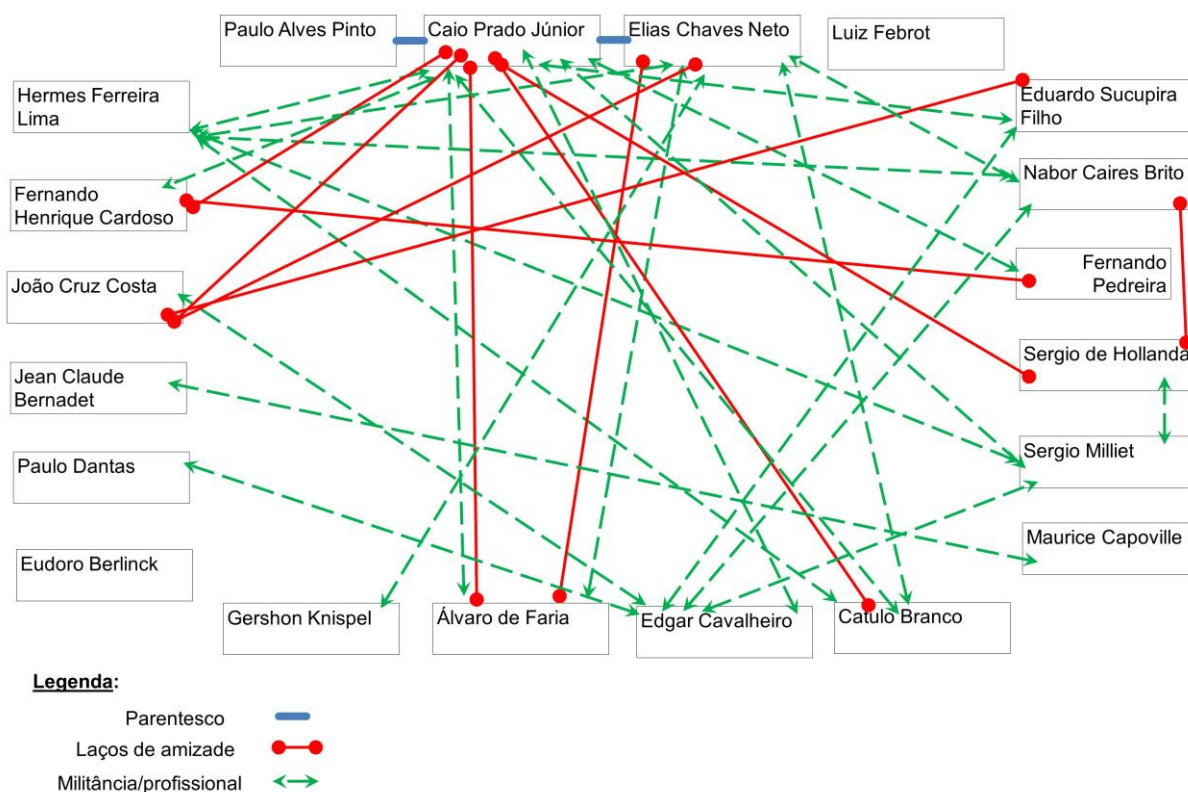 Paulo Alves Pinto
Caio Prado Júnior
Elias Chaves Neto
Luiz Febrot
Hermes Ferreira
Lima
Eduardo Sucupira
Filho
Fernando
Henrique Cardoso
Nabor Caires Brito
João Cruz Costa
Fernando
Pedreira
Jean Claude
Bernadet
Sergio de Hollanda
Paulo Dantas
Sergio Milliet
Eudoro Berlinck
Maurice Capoville
Gershon Knispel
Álvaro de Faria
Edgar Cavalheiro
Catulo Branco
Legenda:
Parentesco
Laços de amizade
Militância/profissional